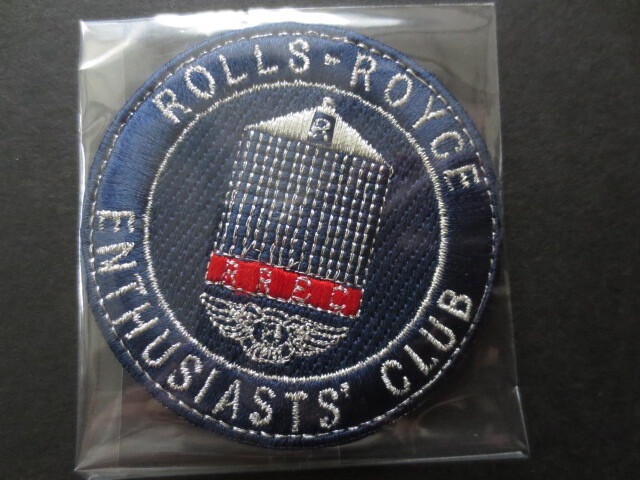 ROLLS-ROYCE
R
RREC
ENTHUSIASTS' CLUB